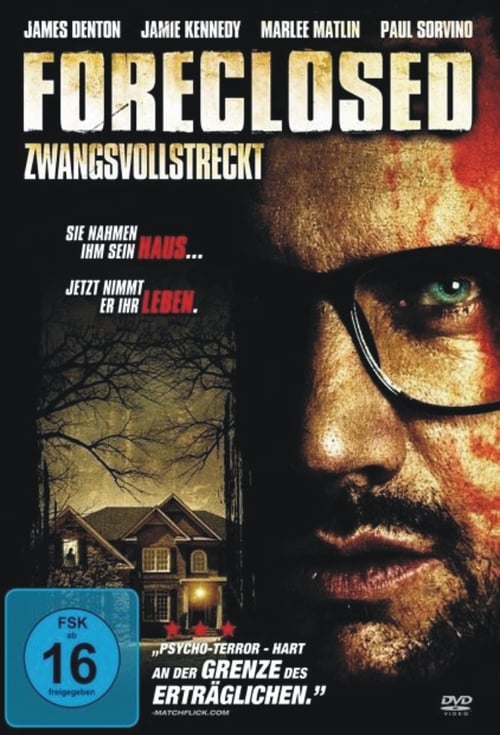 JAMES DENTON JAMIE KENNEDY MARLEE MATLIN PAUL SORVINO
FORECLOSED
ZWANGSVOLLSTRECKT
SIE NAHMEN
IHM SEIN HAUS...
JETZT NIMMT
ER IHR LEBEN.
„PSYCHO-TERROR - HART
AN DER GRENZE DES
ERTRÄGLICHEN.”
-MATCHFLICK.COM
FSK
ab
16
freigegeben
DVD
VIDEO